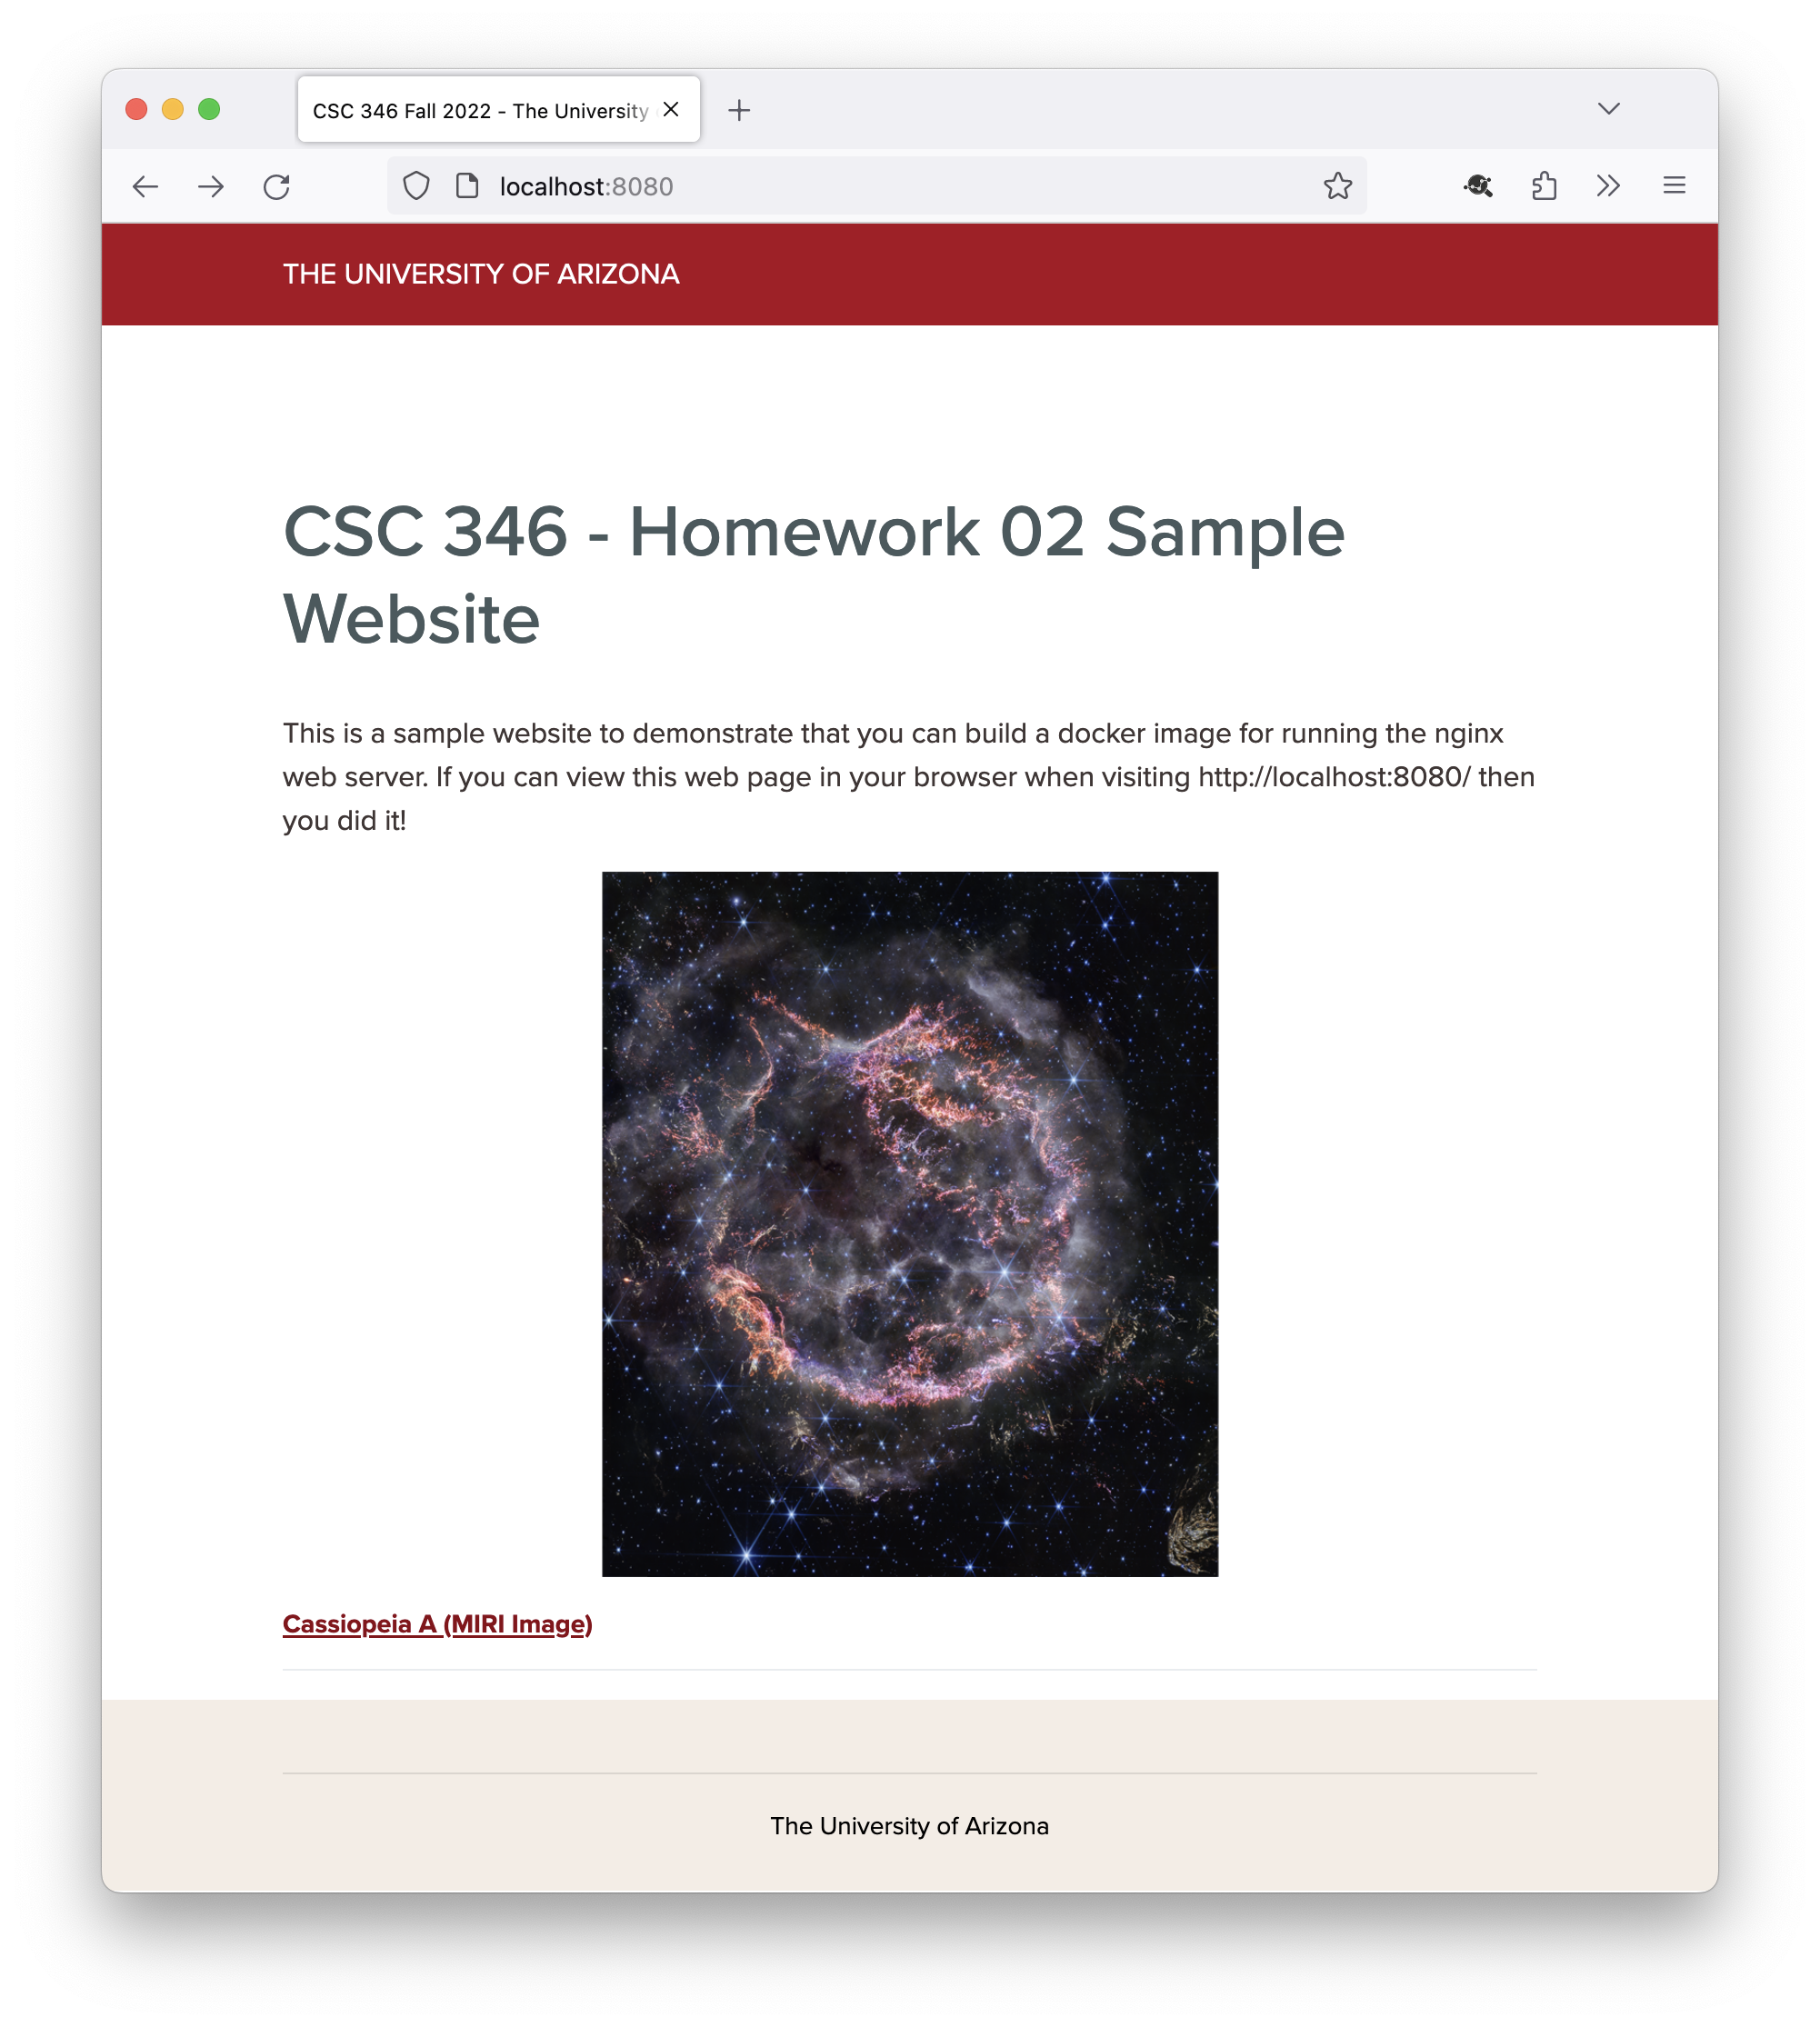 CSC 346 Fall 2022 - The University
localhost:8080
THE UNIVERSITY OF ARIZONA
CSC 346 - Homework 02 Sample
Website
This is a sample website to demonstrate that you can build a docker image for running the nginx
web server. If you can view this web page in your browser when visiting http://localhost:8080/ then
you did it!
Cassiopeia A (MIRI Image)
The University of Arizona